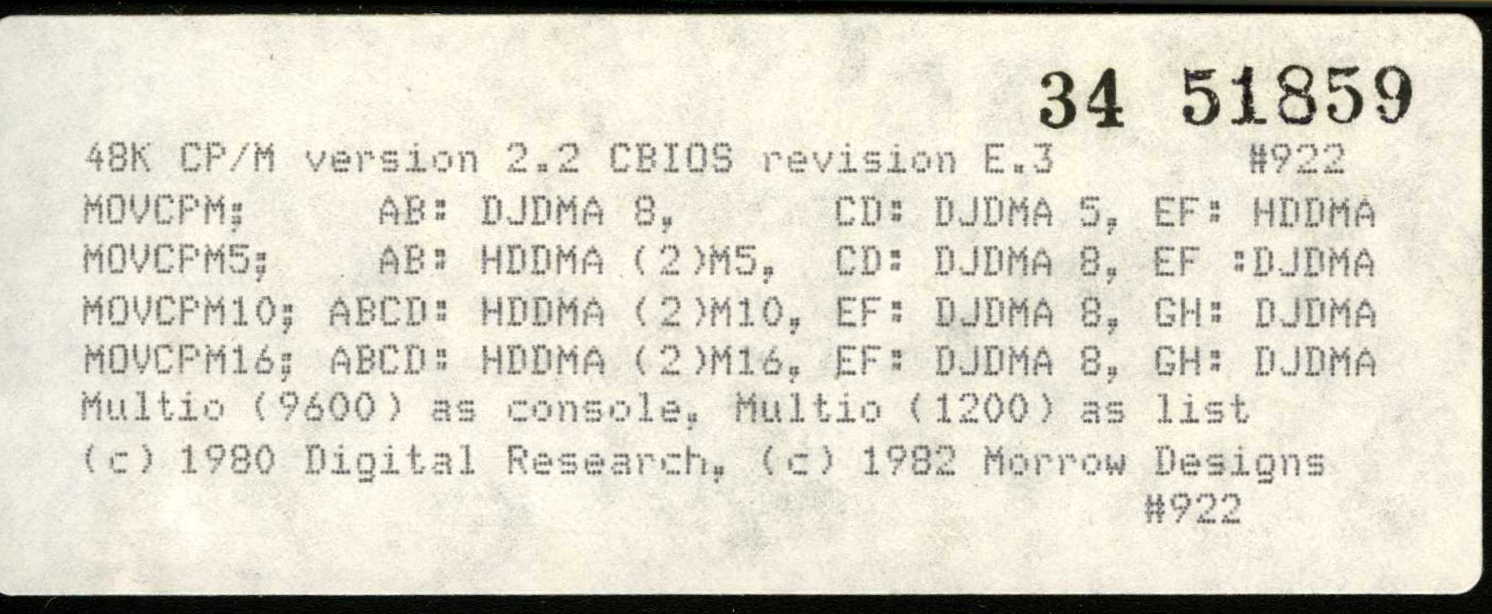 34 51859
48K CP/M version 2.2 CBIOS revision E.3 #922
MOVCPM; AB: DJDMA 8, CD: DJDMA 5, EF: HDDMA
MOVCPM5; AB: HDDMA (2)M5, CD: DJDMA 8, EF :DJDMA
MOVCPM10; ABCD: HDDMA (2)M10, EF: DJDMA 8, GH: DJDMA
MOVCPM16; ABCD: HDDMA (2)M16, EF: DJDMA 8, GH: DJDMA
Multio (9600) as console, Multio (1200) as list
(c) 1980 Digital Research, (c) 1982 Morrow Designs
#922